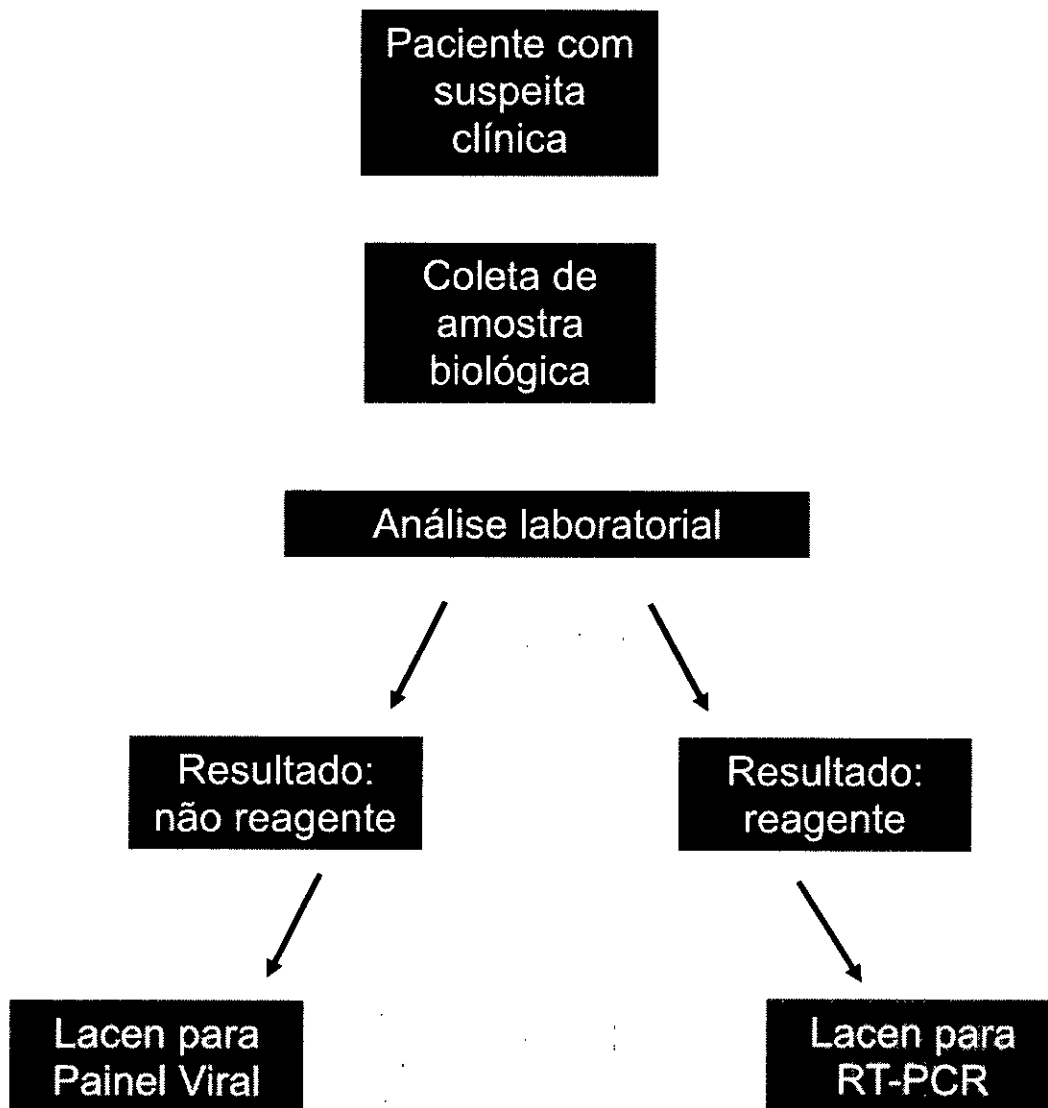 Paciente com
suspeita
clínica
Coleta de
amostra
biológica
Análise laboratorial
Resultado:
não reagente
Resultado:
reagente
Lacen para
Painel Viral
Lacen para
RT-PCR